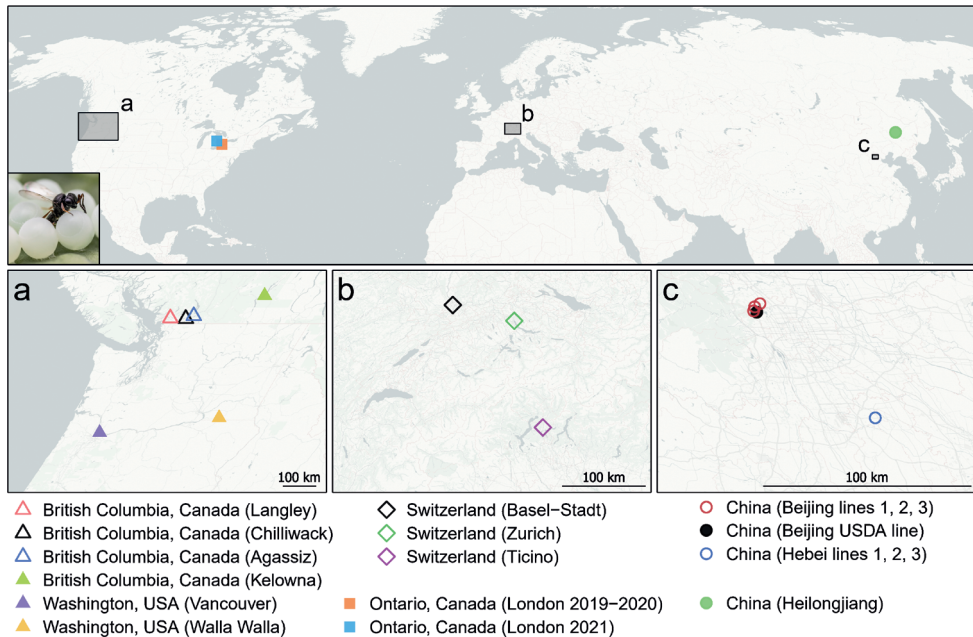 a
b
c
a
b
c
100 km
100 km
100 km
British Columbia, Canada (Langley)
British Columbia, Canada (Chilliwack)
British Columbia, Canada (Agassiz)
British Columbia, Canada (Kelowna)
Washington, USA (Vancouver)
Washington, USA (Walla Walla)
Switzerland (Basel−Stadt)
Switzerland (Zurich)
Switzerland (Ticino)
Ontario, Canada (London 2019−2020)
Ontario, Canada (London 2021)
China (Beijing lines 1, 2, 3)
China (Beijing USDA line)
China (Hebei lines 1, 2, 3)
China (Heilongjiang)